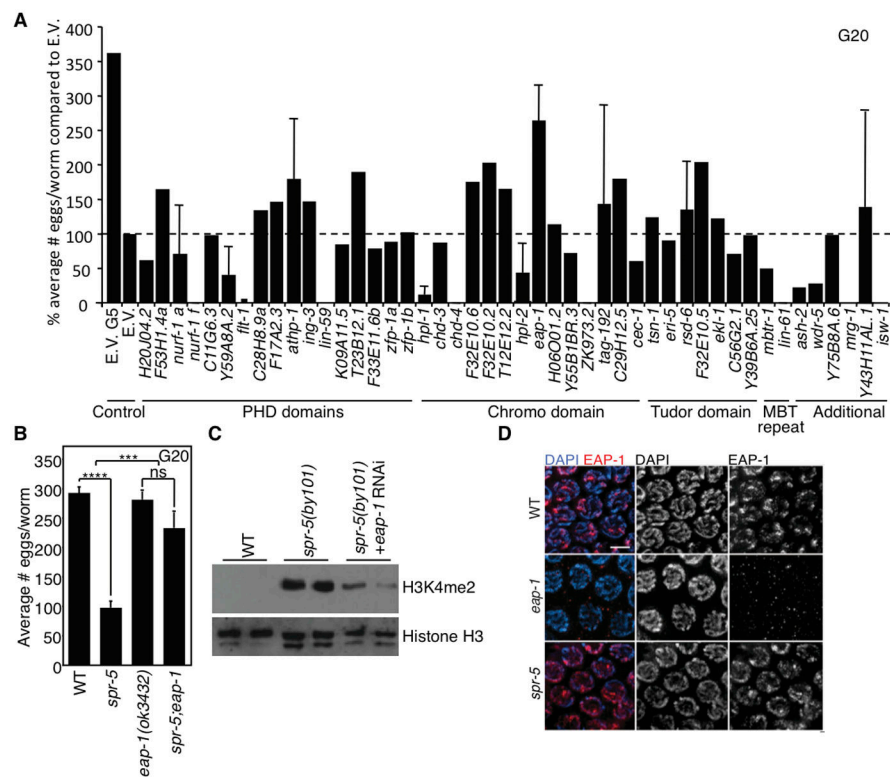 A
G20
% average # eggs/worm compared to E.V.
400
350
300
250
200
150
100
50
0
E.V. G5
E.V.
H20J04.2
F53H1.4a
nurf-1 a
nurf-1 f
C11G6.3
Y59A8A.2
flt-1
C28H8.9a
F17A2.3
athp-1
ing-3
lin-59
K09A11.5
T23B12.1
F33E11.6b
zfp-1a
zfp-1b
hpl-1
chd-3
chd-4
F32E10.6
F32E10.2
T12E12.2
hpl-2
eap-1
H06O01.2
Y55B1BR.3
ZK973.2
tag-192
C29H12.5
cec-1
tsn-1
eri-5
rsd-6
F32E10.5
ekl-1
C56G2.1
Y39B6A.25
mbtr-1
lin-61
ash-2
wdr-5
Y75B8A.6
mrg-1
Y43H11AL.1
isw-1
Control
PHD domains
Chromo domain
Tudor domain
MBT
repeat
Additional
B
G20
Average # eggs/worm
350
300
250
200
150
100
50
0
***
****
ns
WT
spr-5
eap-1(ok3432)
spr-5;eap-1
C
WT
spr-5(by101)
spr-5(by101)
+eap-1 RNAi
H3K4me2
Histone H3
D
DAPI EAP-1
DAPI
EAP-1
WT
eap-1
spr-5